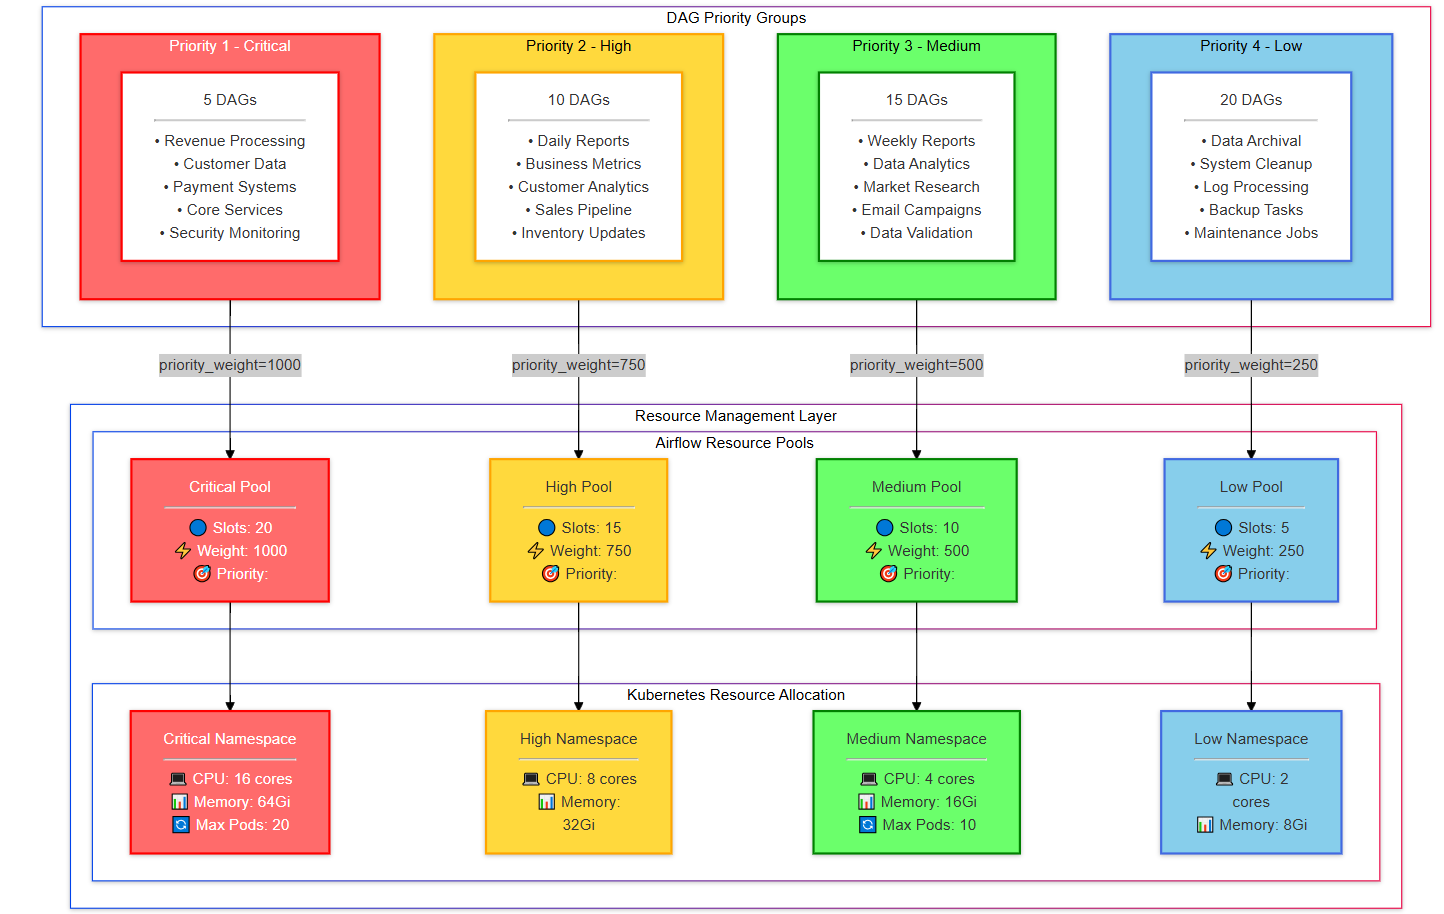 DAG Priority Groups
Priority 1 - Critical
5 DAGs
• Revenue Processing
• Customer Data
• Payment Systems
• Core Services
• Security Monitoring
Priority 2 - High
10 DAGs
• Daily Reports
• Business Metrics
• Customer Analytics
• Sales Pipeline
• Inventory Updates
Priority 3 - Medium
15 DAGs
• Weekly Reports
• Data Analytics
• Market Research
• Email Campaigns
• Data Validation
Priority 4 - Low
20 DAGs
• Data Archival
• System Cleanup
• Log Processing
• Backup Tasks
• Maintenance Jobs
priority_weight=1000
priority_weight=750
priority_weight=500
priority_weight=250
Resource Management Layer
Airflow Resource Pools
Critical Pool
🔵 Slots: 20
⚡ Weight: 1000
🎯 Priority:
High Pool
🔵 Slots: 15
⚡ Weight: 750
🎯 Priority:
Medium Pool
🔵 Slots: 10
⚡ Weight: 500
🎯 Priority:
Low Pool
🔵 Slots: 5
⚡ Weight: 250
🎯 Priority:
Kubernetes Resource Allocation
Critical Namespace
💻 CPU: 16 cores
📊 Memory: 64Gi
🔄 Max Pods: 20
High Namespace
💻 CPU: 8 cores
📊 Memory:
32Gi
Medium Namespace
💻 CPU: 4 cores
📊 Memory: 16Gi
🔄 Max Pods: 10
Low Namespace
💻 CPU: 2
cores
📊 Memory: 8Gi